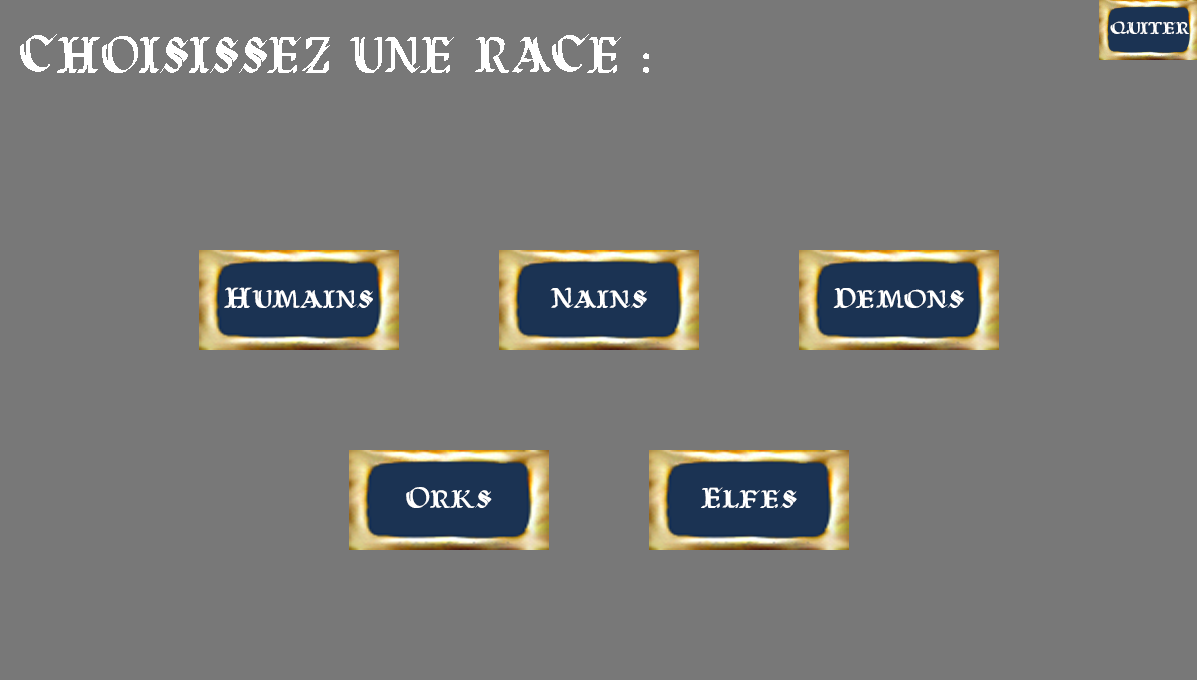 CHOISISSEZ UNE RACE :
QUITER
HUMAINS
NAINS
DEMONS
ORKS
ELFES